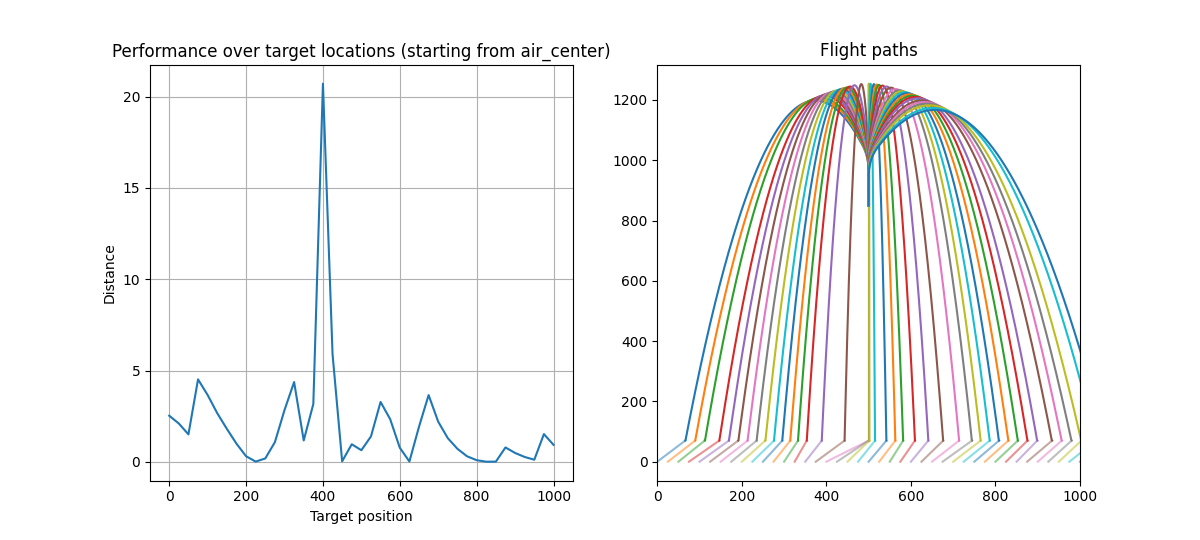 Performance over target locations (starting from air_center)
Distance
20
15
10
5
0
0 200 400 600 800 1000
Target position
Flight paths
1200
1000
800
600
400
200
0
0 200 400 600 800 1000